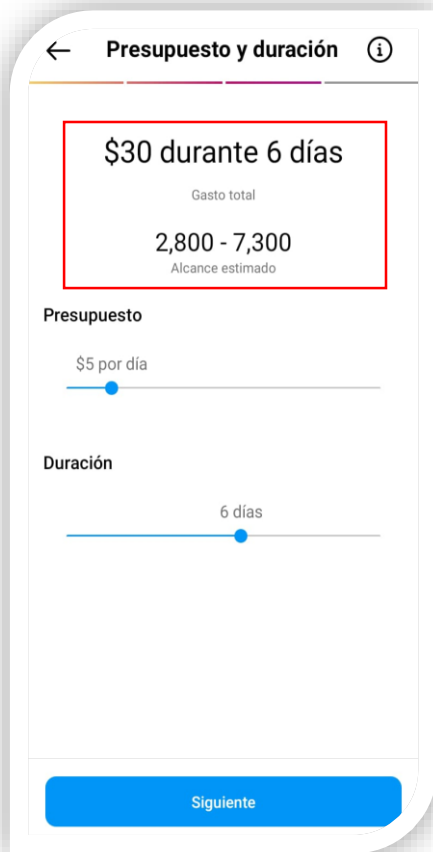 Presupuesto y duración
$30 durante 6 días
Gasto total
2,800 - 7,300
Alcance estimado
Presupuesto
$5 por día
Duración
6 días
Siguiente